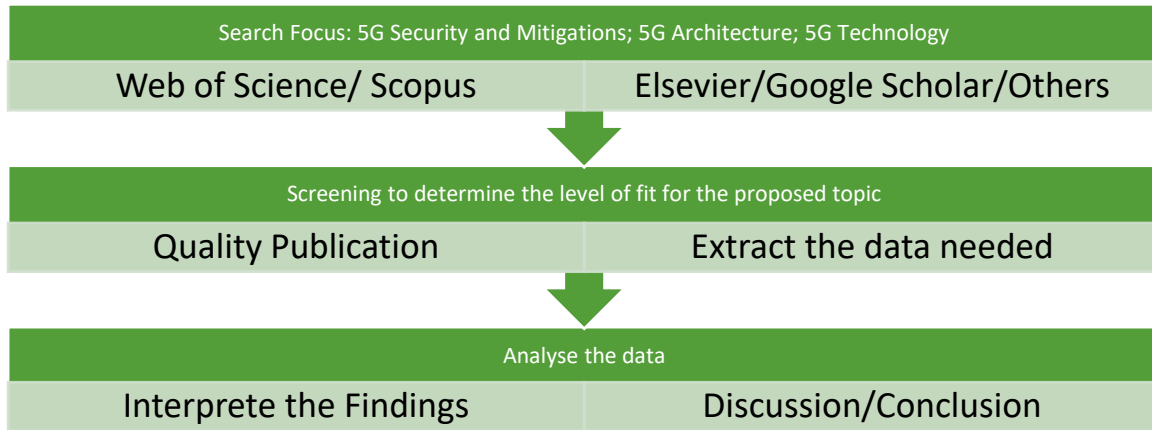 Search Focus: 5G Security and Mitigations; 5G Architecture; 5G Technology
Web of Science/ Scopus
Elsevier/Google Scholar/Others
Screening to determine the level of fit for the proposed topic
Quality Publication
Extract the data needed
Analyse the data
Interprete the Findings
Discussion/Conclusion